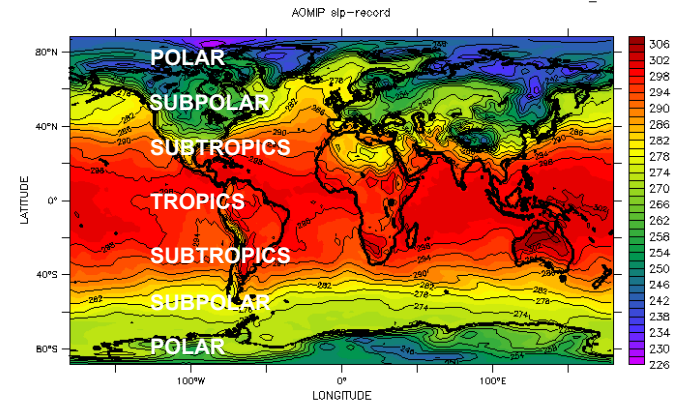 AOMIP slp-record
80°N
40°N
0°
40°S
80°S
LATITUDE
100°W
0°
100°E
LONGITUDE
POLAR
SUBPOLAR
SUBTROPICS
TROPICS
SUBTROPICS
SUBPOLAR
POLAR
306
302
298
294
290
286
282
278
274
270
266
262
258
254
250
246
242
238
234
230
226